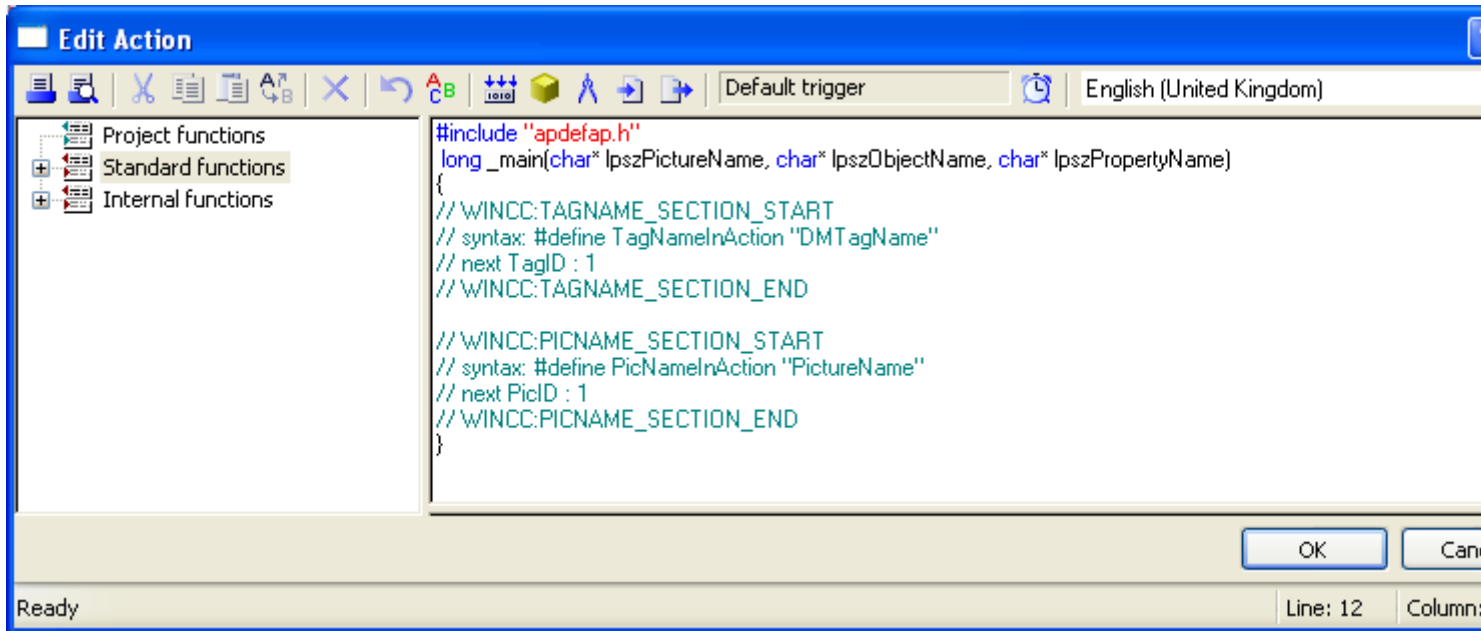 Edit Action
Default trigger
English (United Kingdom)
Project functions
Standard functions
Internal functions
#include "apdefap.h"
long _main(char* lpszPictureName, char* lpszObjectName, char* lpszPropertyName)
{
// WINCC:TAGNAME_SECTION_START
// syntax: #define TagNameInAction "DMTagName"
// next TagID : 1
// WINCC:TAGNAME_SECTION_END
// WINCC:PICNAME_SECTION_START
// syntax: #define PicNameInAction "PictureName"
// next PicID : 1
// WINCC:PICNAME_SECTION_END
}
OK
Can
Ready
Line: 12
Column: